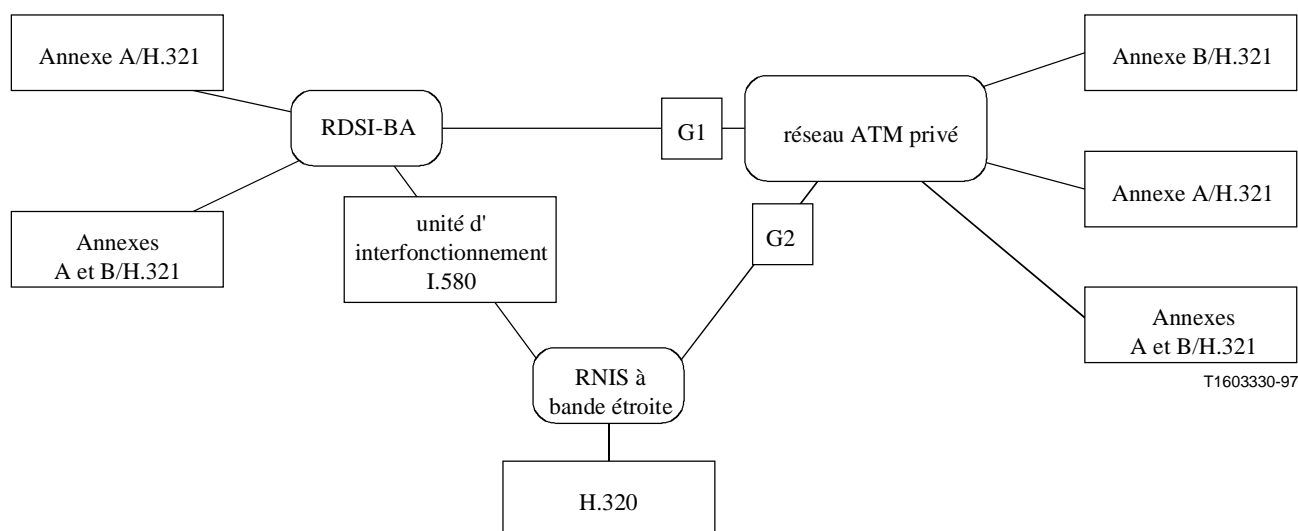 Annexe A/H.321
Annexe B/H.321
RDSI-BA
G1
réseau ATM privé
Annexe A/H.321
Annexes
A et B/H.321
unité d'
interfonctionnement
I.580
G2
Annexes
A et B/H.321
T1603330-97
RNIS à
bande étroite
H.320